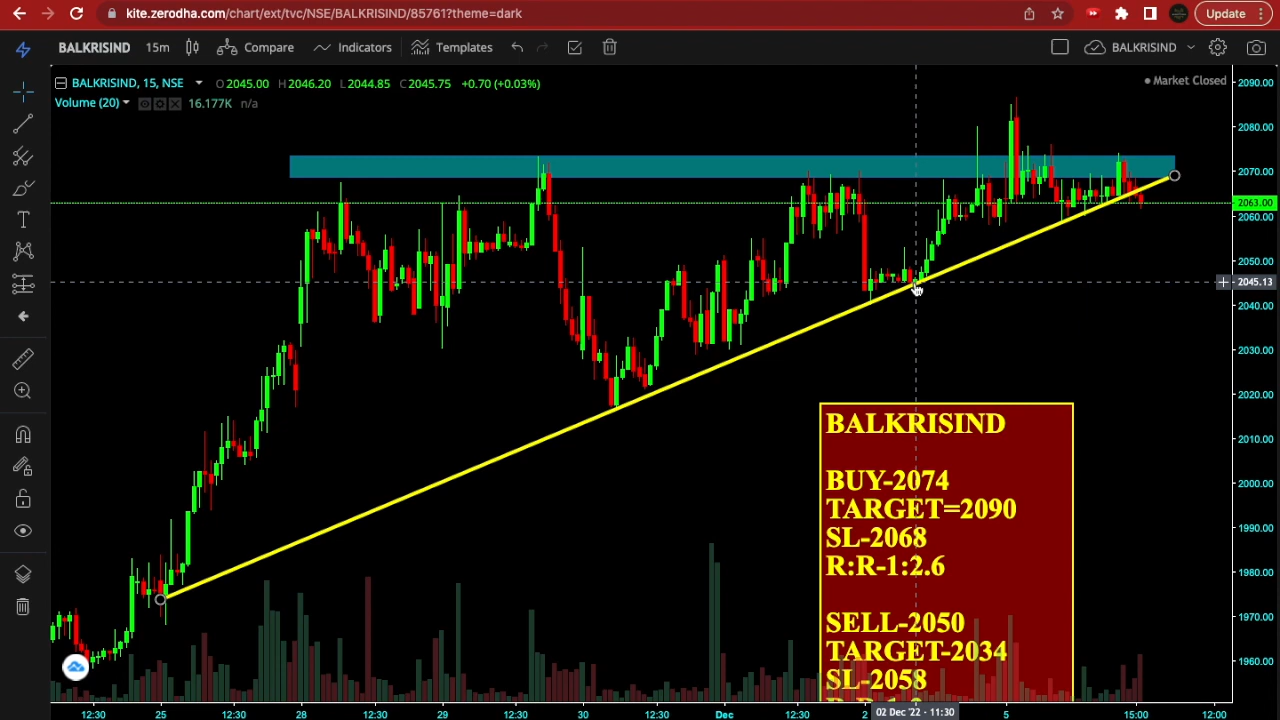 kite.zerodha.com/chart/ext/tvc/NSE/BALKRISIND/85761?theme=dark
Update
BALKRISIND 15m Compare Indicators Templates BALKRISIND
BALKRISIND, 15, NSE O2045.00 H2046.20 L2044.85 C2045.75 +0.70 (+0.03%)
Market Closed
Volume (20) 16.177K n/a
2090.00
2080.00
2070.00
2063.00
2060.00
2050.00
2045.13
2040.00
2030.00
2020.00
2010.00
2000.00
1990.00
1980.00
1970.00
1960.00
BALKRISIND
BUY-2074
TARGET=2090
SL-2068
R:R-1:2.6
SELL-2050
TARGET-2034
SL-2058
12:30 25 12:30 28 12:30 29 12:30 30 12:30 Dec 12:30 2 02 Dec '22 - 11:30 5 15:00 12:00